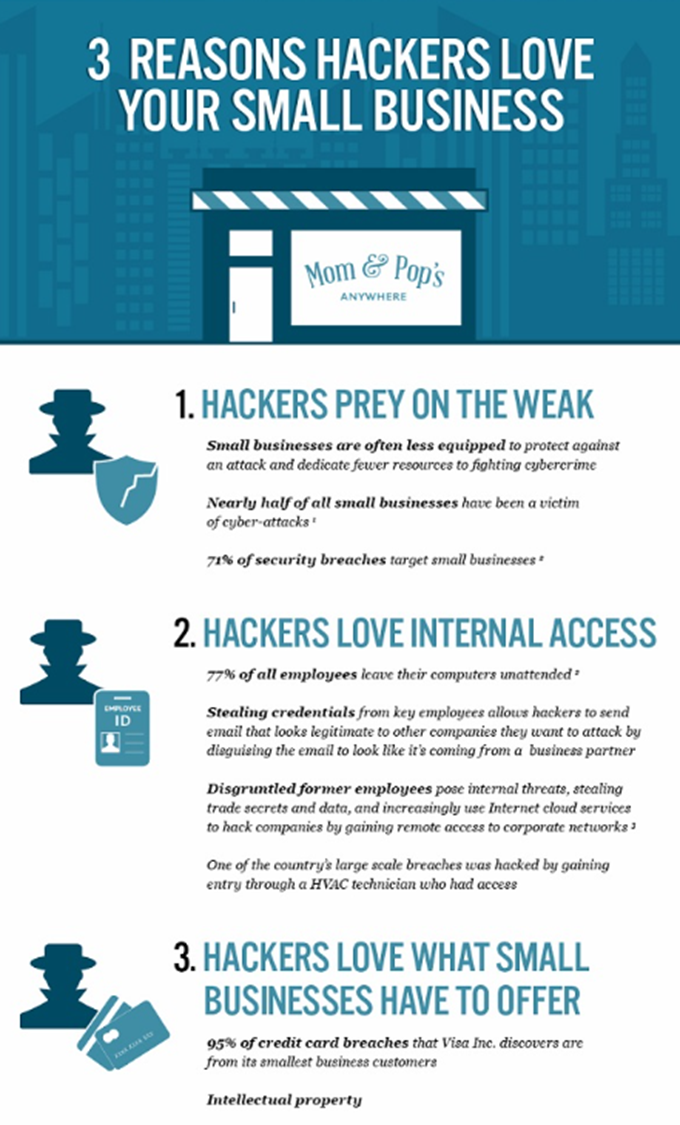 3 REASONS HACKERS LOVE
YOUR SMALL BUSINESS
Mom & Pop's
ANYWHERE
1. HACKERS PREY ON THE WEAK
Small businesses are often less equipped to protect against
an attack and dedicate fewer resources to fighting cybercrime
Nearly half of all small businesses have been a victim
of cyber-attacks ¹
71% of security breaches target small businesses ²
2. HACKERS LOVE INTERNAL ACCESS
EMPLOYEE
ID
77% of all employees leave their computers unattended ²
Stealing credentials from key employees allows hackers to send
email that looks legitimate to other companies they want to attack by
disguising the email to look like it's coming from a business partner
Disgruntled former employees pose internal threats, stealing
trade secrets and data, and increasingly use Internet cloud services
to hack companies by gaining remote access to corporate networks ³
One of the country's large scale breaches was hacked by gaining
entry through a HVAC technician who had access
3. HACKERS LOVE WHAT SMALL
BUSINESSES HAVE TO OFFER
95% of credit card breaches that Visa Inc. discovers are
from its smallest business customers
Intellectual property